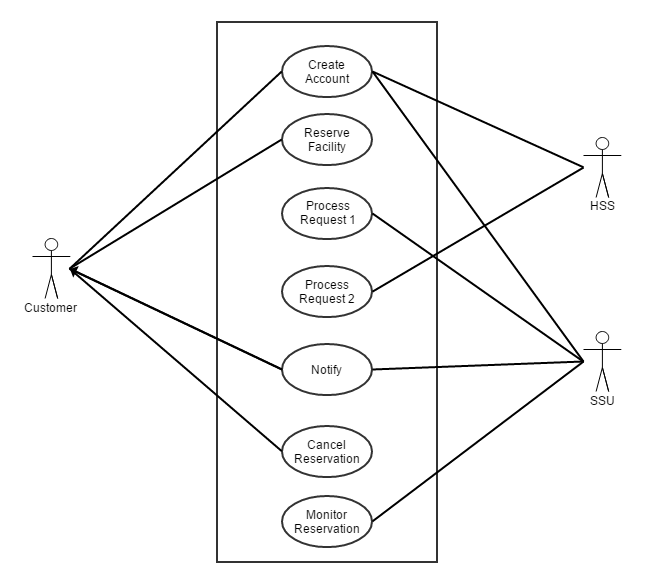 Create
Account
Reserve
Facility
HSS
Process
Request 1
Process
Request 2
Customer
Notify
SSU
Cancel
Reservation
Monitor
Reservation